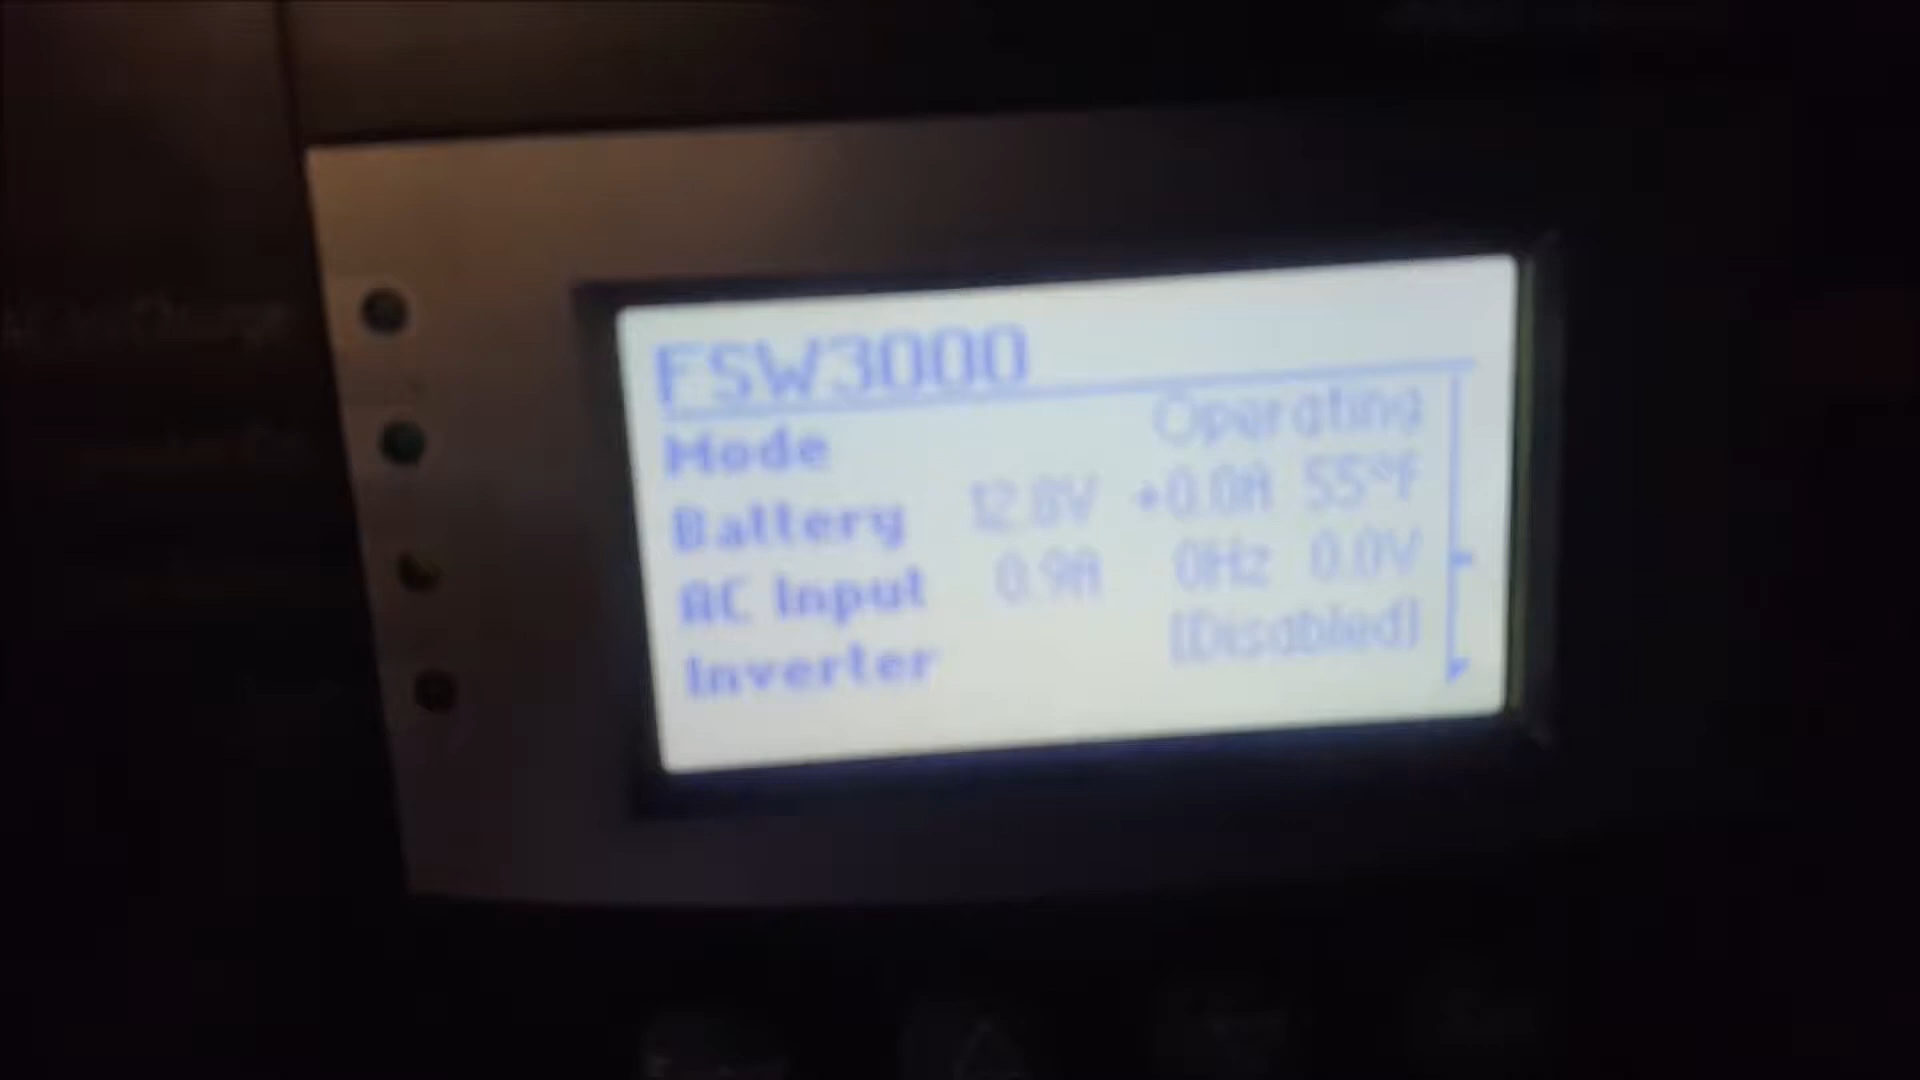 FSW3000
Mode Operating
Battery 12.8V +0.0A 55°F
AC Input 0.9A 0Hz 0.0V
Inverter [Disabled]